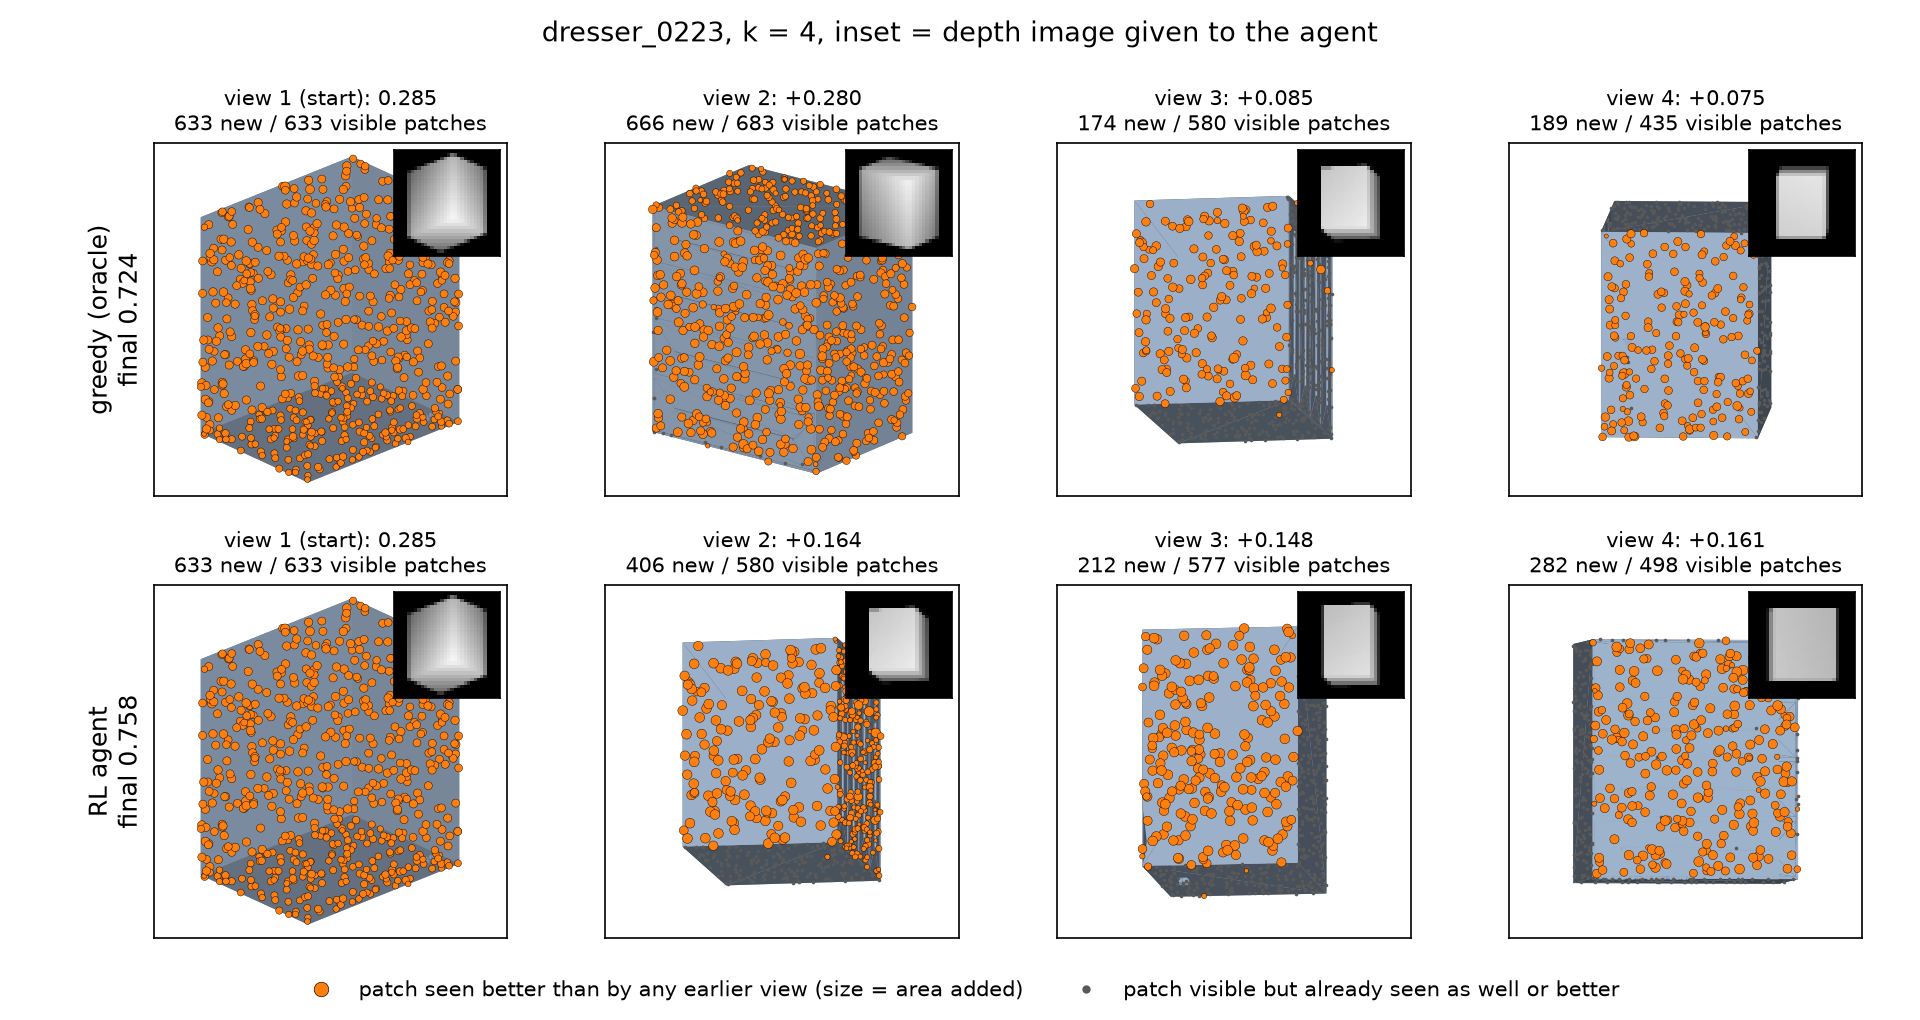 dresser_0223, k = 4, inset = depth image given to the agent
greedy (oracle)
final 0.724
view 1 (start): 0.285
633 new / 633 visible patches
view 2: +0.280
666 new / 683 visible patches
view 3: +0.085
174 new / 580 visible patches
view 4: +0.075
189 new / 435 visible patches
RL agent
final 0.758
view 1 (start): 0.285
633 new / 633 visible patches
view 2: +0.164
406 new / 580 visible patches
view 3: +0.148
212 new / 577 visible patches
view 4: +0.161
282 new / 498 visible patches
patch seen better than by any earlier view (size = area added)
patch visible but already seen as well or better